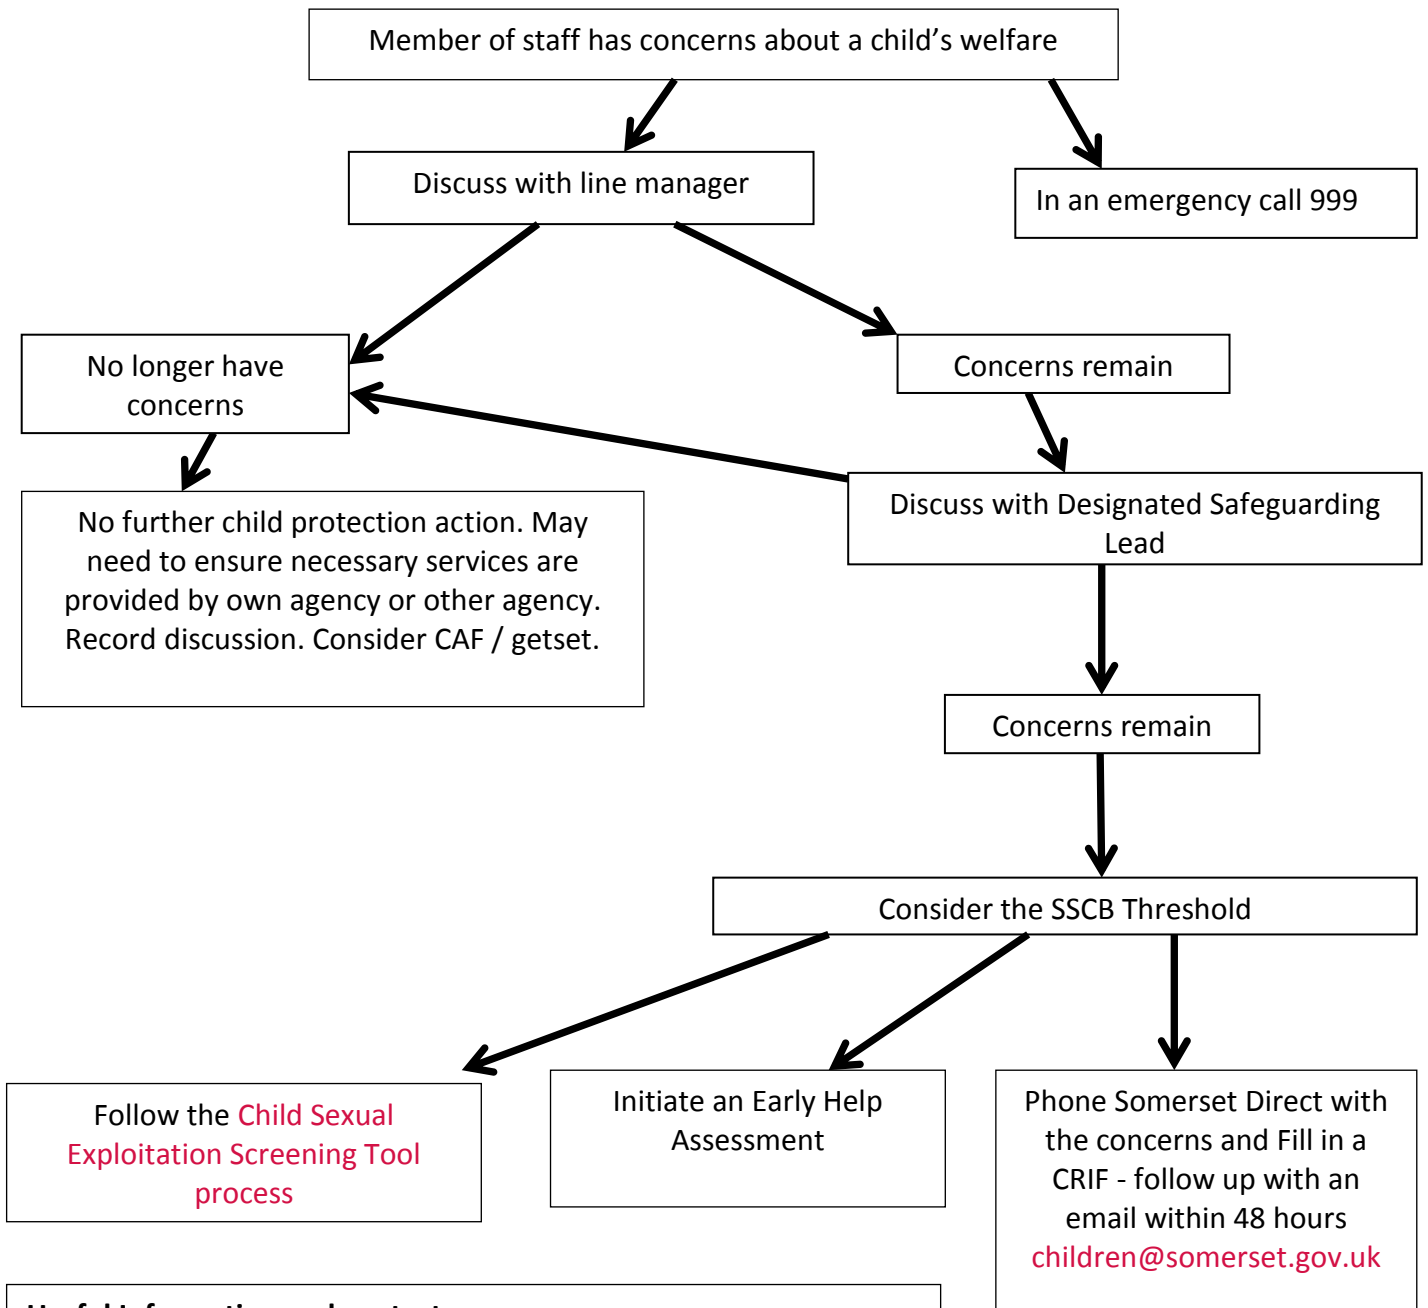 Member of staff has concerns about a child's welfare
Discuss with line manager
In an emergency call 999
No longer have
concerns
Concerns remain
No further child protection action. May
need to ensure necessary services are
provided by own agency or other agency.
Record discussion. Consider CAF / getset.
Discuss with Designated Safeguarding
Lead
Concerns remain
Consider the SSCB Threshold
Follow the Child Sexual
Exploitation Screening Tool
process
Initiate an Early Help
Assessment
Phone Somerset Direct with
the concerns and Fill in a
CRIF - follow up with an
email within 48 hours
children@somerset.gov.uk